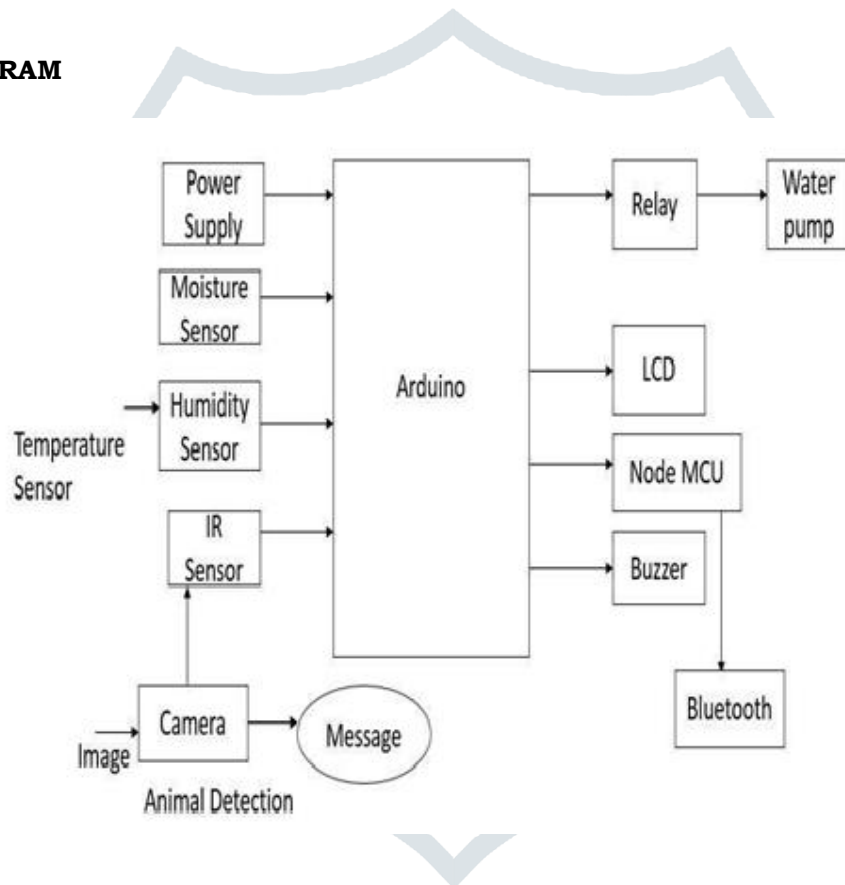 RAM
Power
Supply
Moisture
Sensor
Humidity
Sensor
Temperature
Sensor
IR
Sensor
Camera
Image
Animal Detection
Message
Arduino
Relay
Water
pump
LCD
Node MCU
Buzzer
Bluetooth